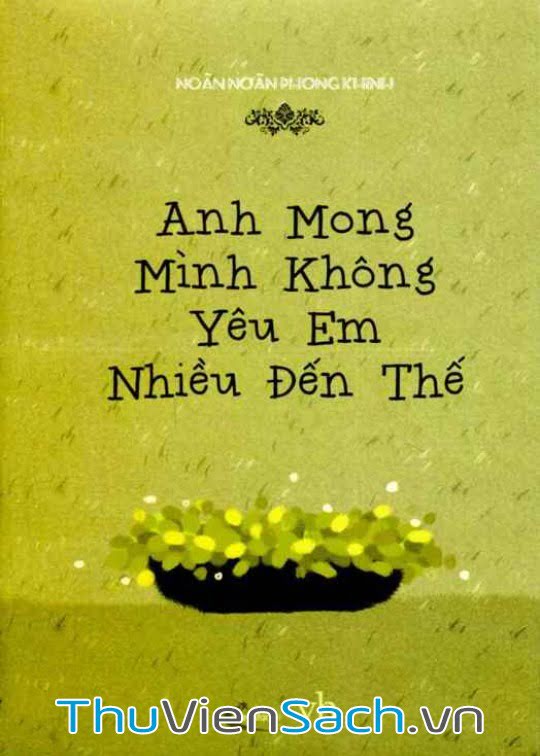 NOÃN NOÃN PHONG KHINH
Anh Mong
Mình Không
Yêu Em
Nhiều Đến Thế
ThuVienSach.vn